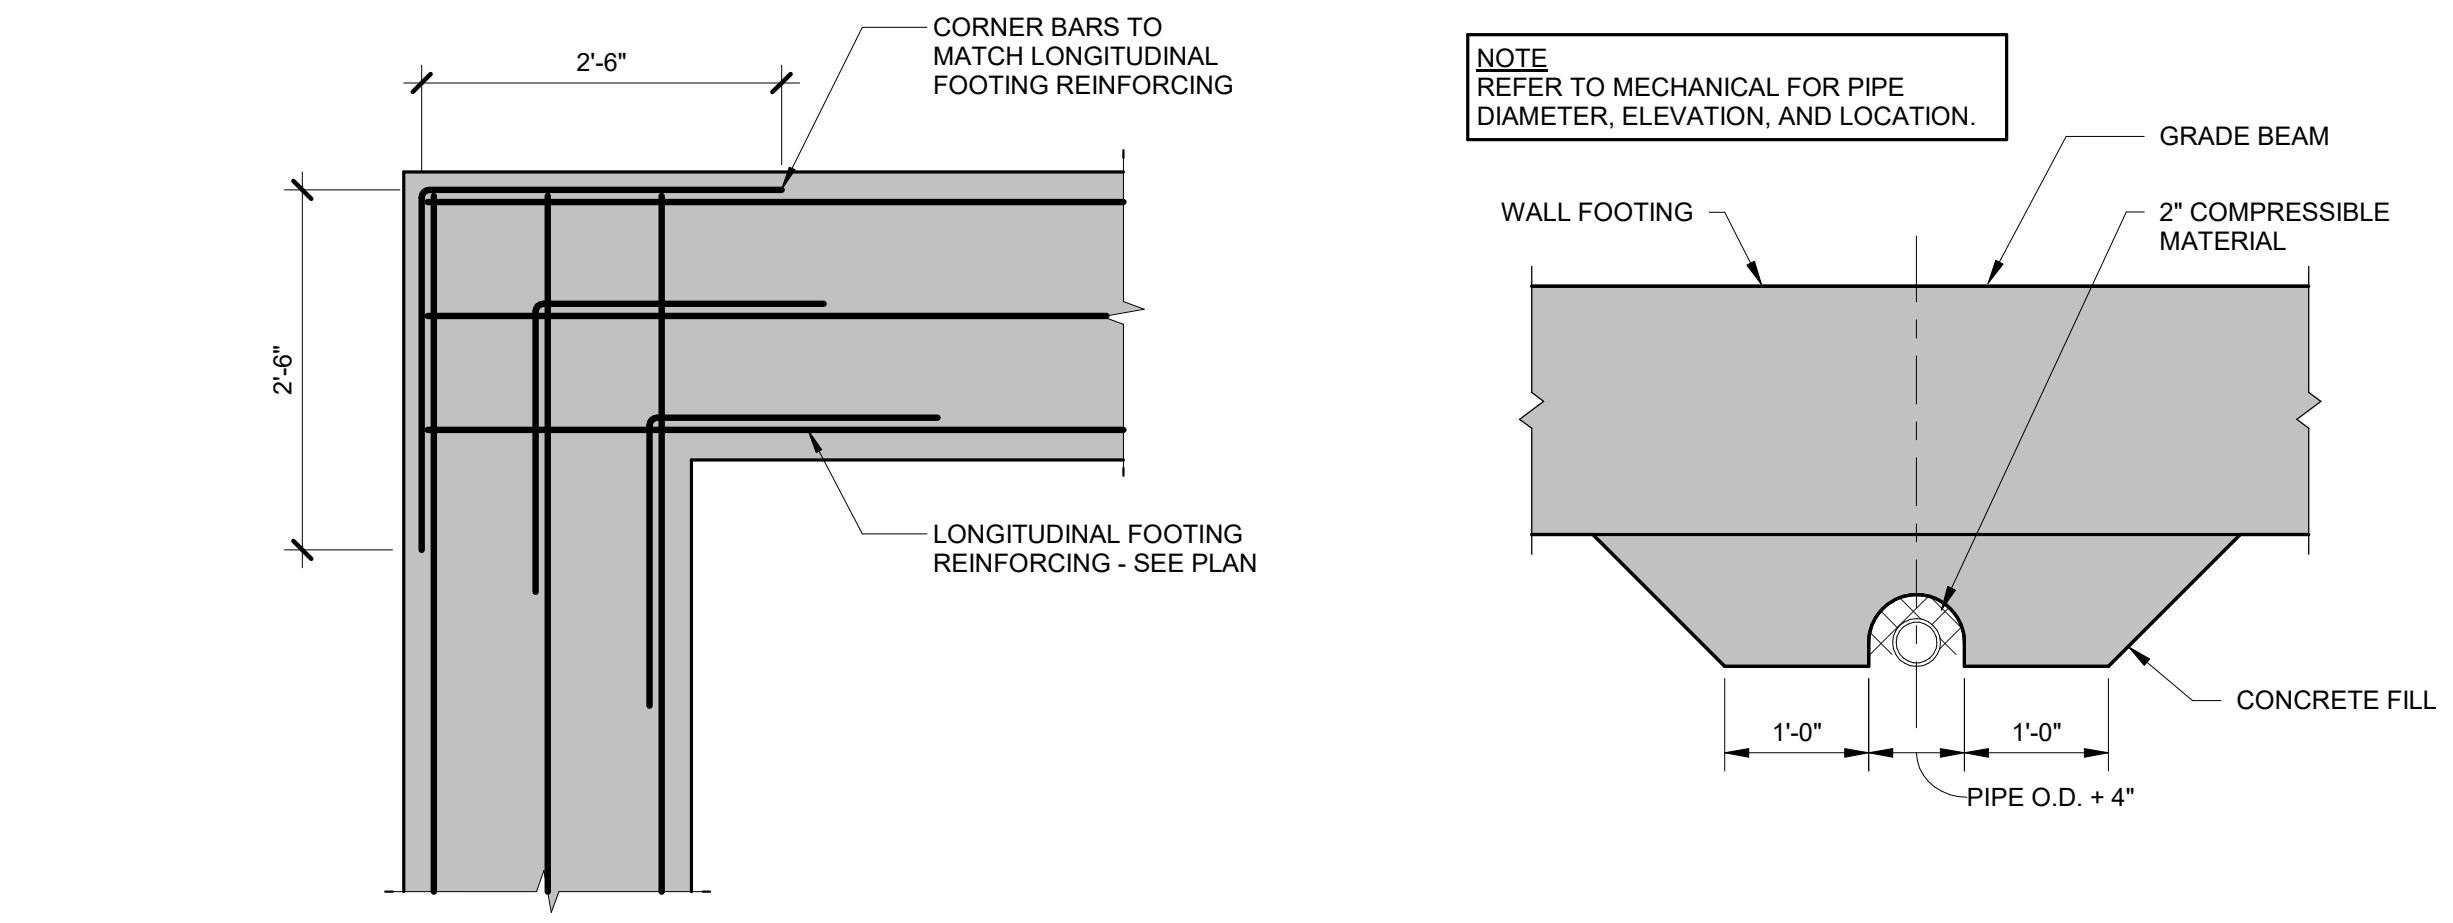 CORNER BARS TO
MATCH LONGITUDINAL
FOOTING REINFORCING
2'-6"
2'-6"
LONGITUDINAL FOOTING
REINFORCING - SEE PLAN
NOTE
REFER TO MECHANICAL FOR PIPE
DIAMETER, ELEVATION, AND LOCATION.
GRADE BEAM
WALL FOOTING
2" COMPRESSIBLE
MATERIAL
CONCRETE FILL
1'-0"
1'-0"
PIPE O.D. + 4"